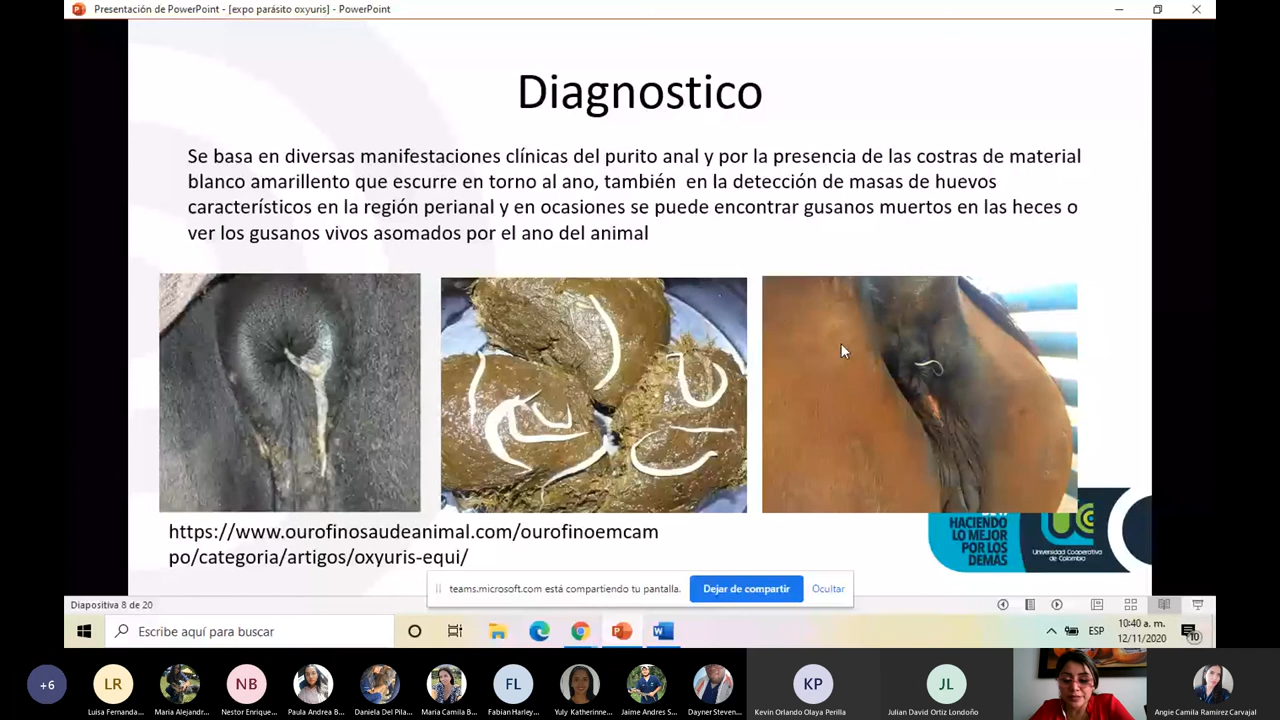 Presentación de PowerPoint - [expo parásito oxyuris] - PowerPoint
Diagnostico
Se basa en diversas manifestaciones clínicas del purito anal y por la presencia de las costras de material
blanco amarillento que escurre en torno al ano, también en la detección de masas de huevos
característicos en la región perianal y en ocasiones se puede encontrar gusanos muertos en las heces o
ver los gusanos vivos asomados por el ano del animal
https://www.ourofinosaudeanimal.com/ourofinoemcam
po/categoria/artigos/oxyuris-equi/
HACIENDO
LO MEJOR
POR LOS
DEMÁS
UC
Universidad Cooperativa
de Colombia
teams.microsoft.com está compartiendo tu pantalla.
Dejar de compartir
Ocultar
Diapositiva 8 de 20
Escribe aquí para buscar
ESP
10:40 a. m.
12/11/2020
10
+6
LR
NB
FL
KP
JL
Luisa Fernanda...
Maria Alejandr...
Nestor Enrique...
Paula Andrea B...
Daniela Del Pila...
Maria Camila B...
Fabian Harley...
Yuly Katherinne...
Jaime Andres S...
Dayner Steven...
Kevin Orlando Olaya Perilla
Julian David Ortiz Londoño
Angie Camila Ramirez Carvajal